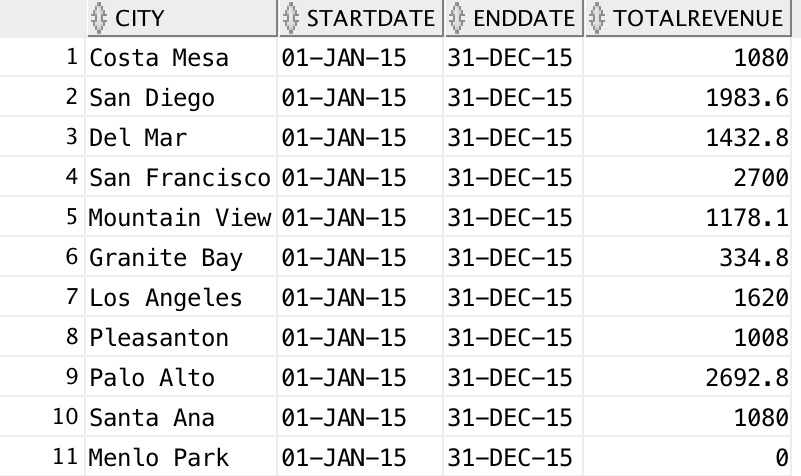 CITY STARTDATE ENDDATE TOTALREVENUE
1 Costa Mesa 01-JAN-15 31-DEC-15 1080
2 San Diego 01-JAN-15 31-DEC-15 1983.6
3 Del Mar 01-JAN-15 31-DEC-15 1432.8
4 San Francisco 01-JAN-15 31-DEC-15 2700
5 Mountain View 01-JAN-15 31-DEC-15 1178.1
6 Granite Bay 01-JAN-15 31-DEC-15 334.8
7 Los Angeles 01-JAN-15 31-DEC-15 1620
8 Pleasanton 01-JAN-15 31-DEC-15 1008
9 Palo Alto 01-JAN-15 31-DEC-15 2692.8
10 Santa Ana 01-JAN-15 31-DEC-15 1080
11 Menlo Park 01-JAN-15 31-DEC-15 0